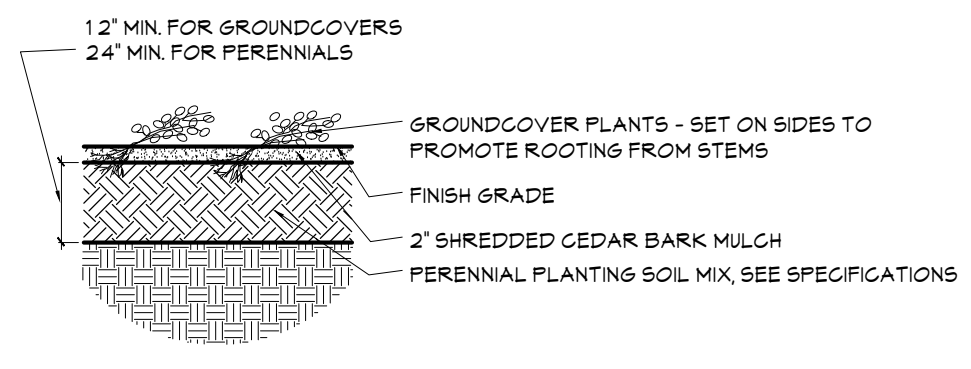 12" MIN. FOR GROUNDCOVERS
24" MIN. FOR PERENNIALS
GROUNDCOVER PLANTS - SET ON SIDES TO
PROMOTE ROOTING FROM STEMS
FINISH GRADE
2" SHREDDED CEDAR BARK MULCH
PERENNIAL PLANTING SOIL MIX, SEE SPECIFICATIONS